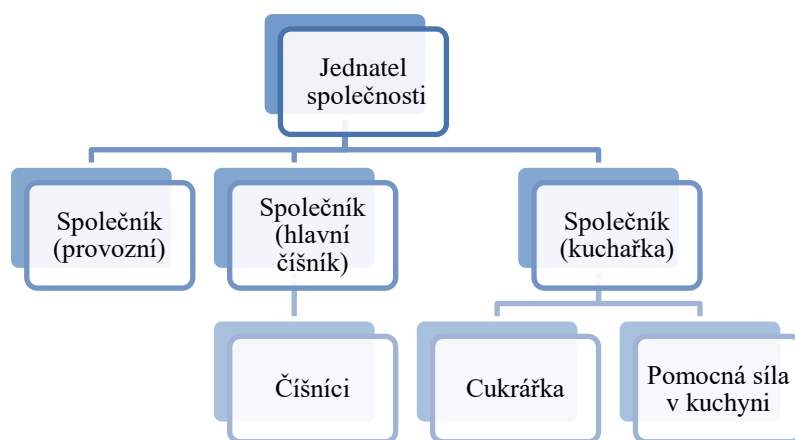 Jednatel
společnosti
Společník
(provozní)
Společník
(hlavní
číšník)
Společník
(kuchařka)
Číšníci
Cukrářka
Pomocná síla
v kuchyni